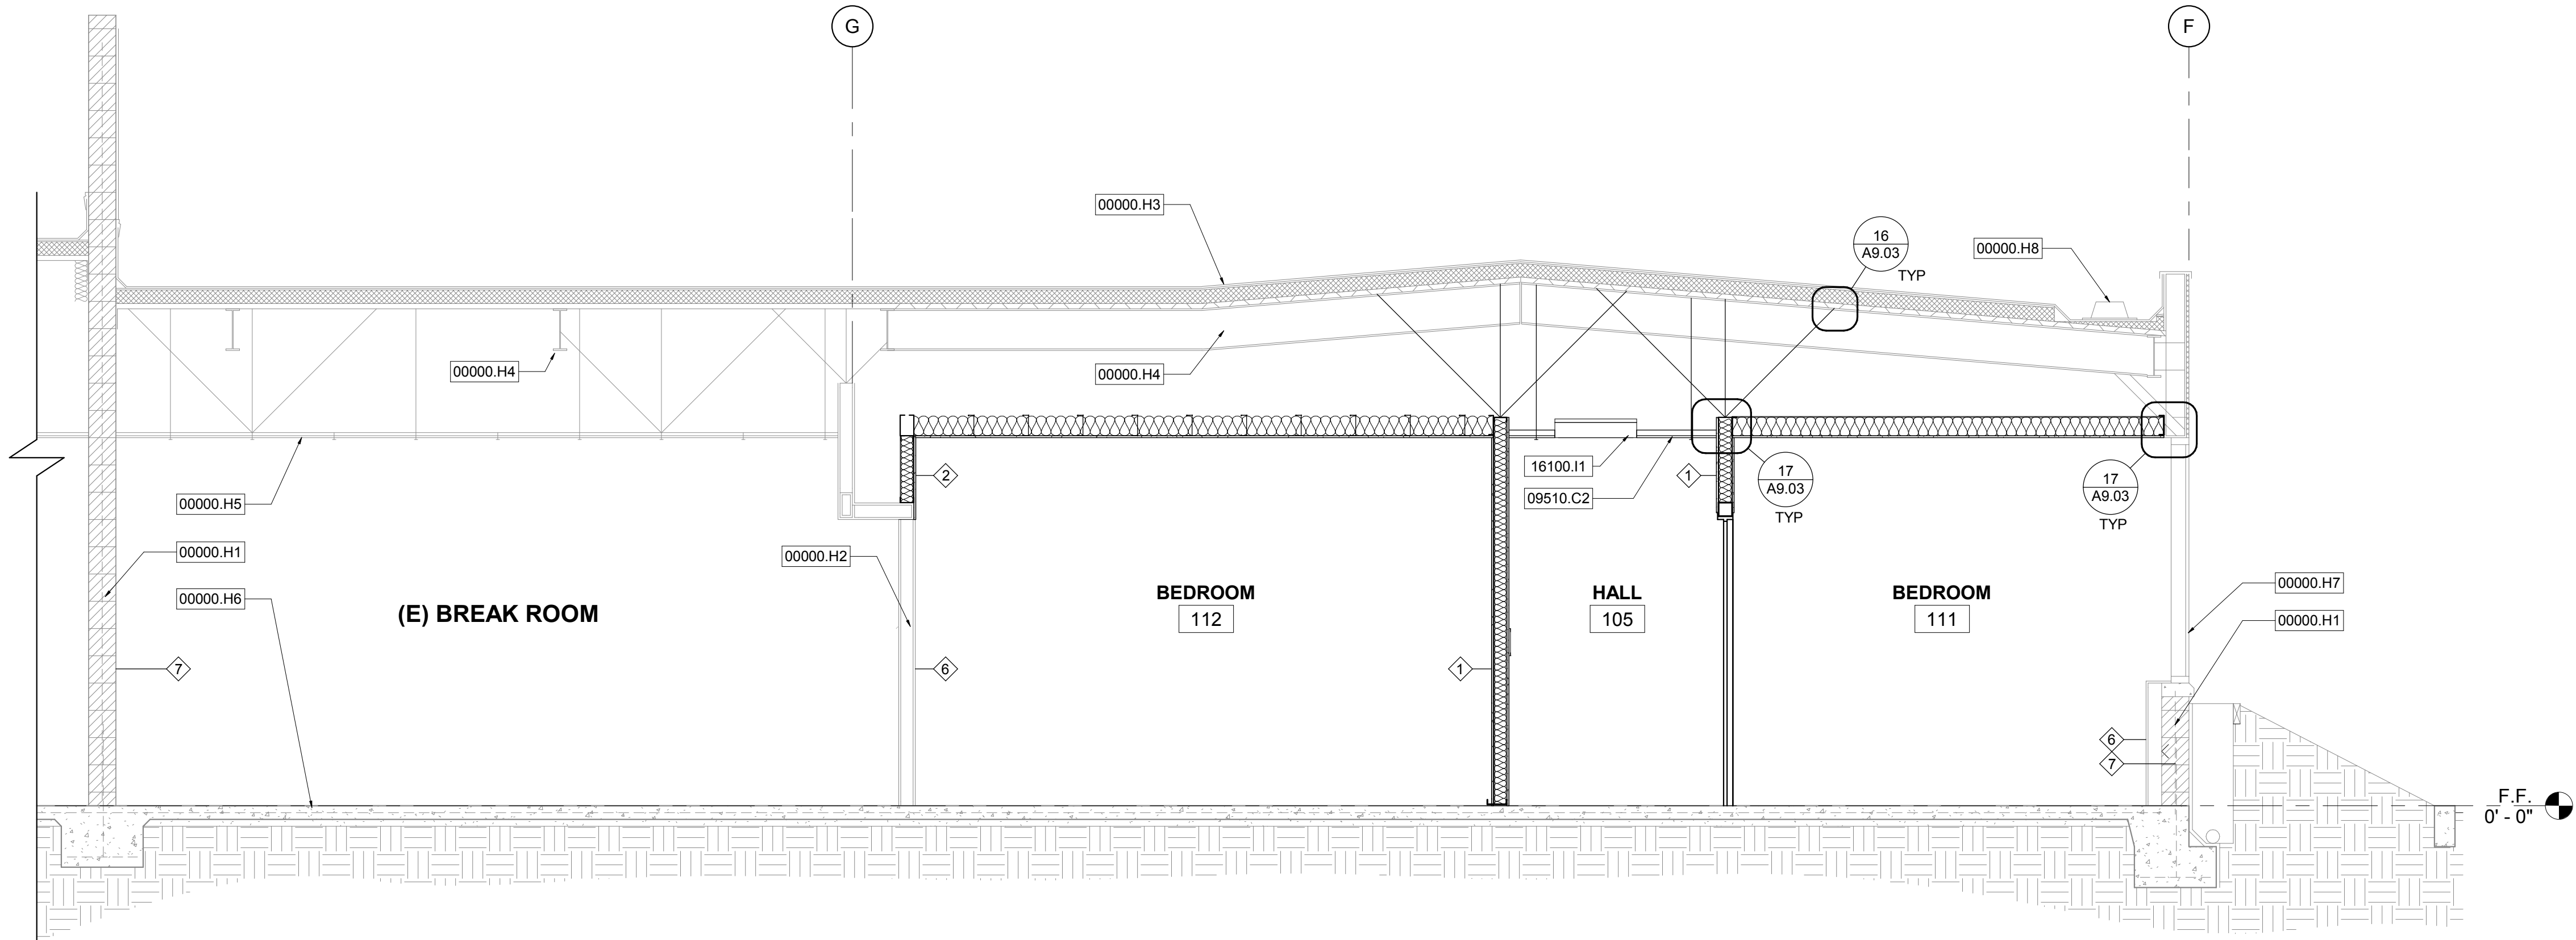 G
F
00000.H3
16
A9.03
TYP
00000.H8
00000.H4
00000.H4
2
16100.I1
1
17
A9.03
TYP
17
A9.03
TYP
09510.C2
00000.H5
00000.H1
00000.H2
00000.H6
(E) BREAK ROOM
BEDROOM
112
HALL
105
BEDROOM
111
00000.H7
00000.H1
7
6
1
6
7
F.F.
0' - 0"